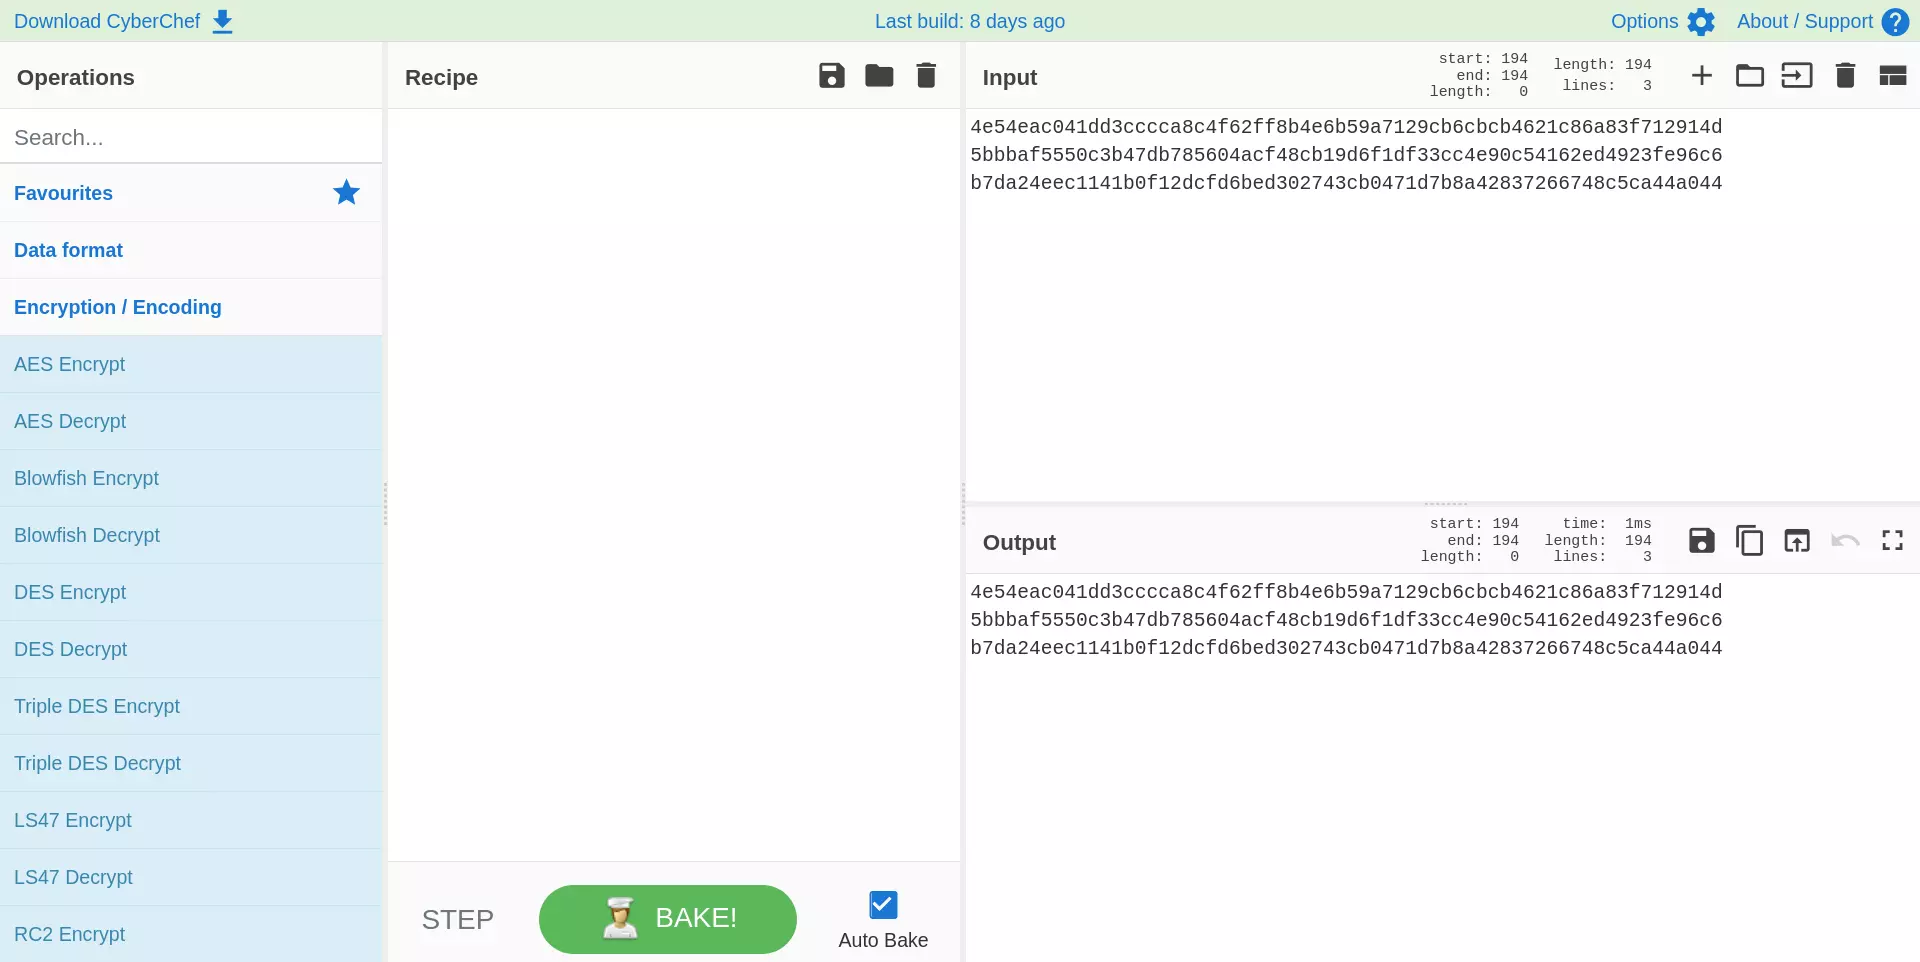 Download CyberChef
Last build: 8 days ago
Options
About / Support
Operations
Search...
Favourites
Data format
Encryption / Encoding
AES Encrypt
AES Decrypt
Blowfish Encrypt
Blowfish Decrypt
DES Encrypt
DES Decrypt
Triple DES Encrypt
Triple DES Decrypt
LS47 Encrypt
LS47 Decrypt
RC2 Encrypt
Recipe
STEP
BAKE!
Auto Bake
Input
start: 194
end: 194
length: 0
length: 194
lines: 3
4e54eac041dd3cccca8c4f62ff8b4e6b59a7129cb6cbcb4621c86a83f712914d
5bbbaf5550c3b47db785604acf48cb19d6f1df33cc4e90c54162ed4923fe96c6
b7da24eec1141b0f12dcfd6bed302743cb0471d7b8a42837266748c5ca44a044
Output
start: 194
end: 194
length: 0
time: 1ms
length: 194
lines: 3
4e54eac041dd3cccca8c4f62ff8b4e6b59a7129cb6cbcb4621c86a83f712914d
5bbbaf5550c3b47db785604acf48cb19d6f1df33cc4e90c54162ed4923fe96c6
b7da24eec1141b0f12dcfd6bed302743cb0471d7b8a42837266748c5ca44a044